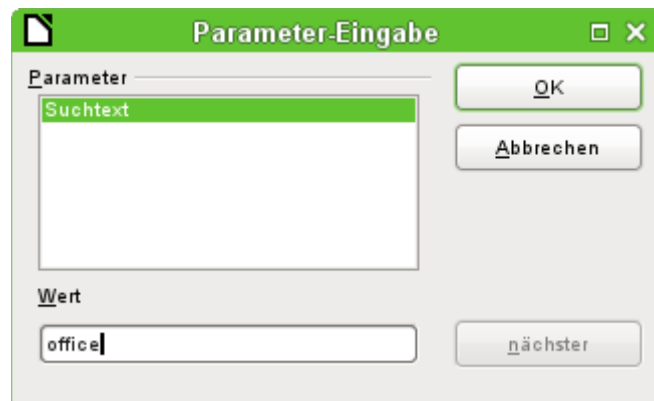 Parameter-Eingabe
Parameter
Suchtext
OK
Abbrechen
Wert
office
nächster